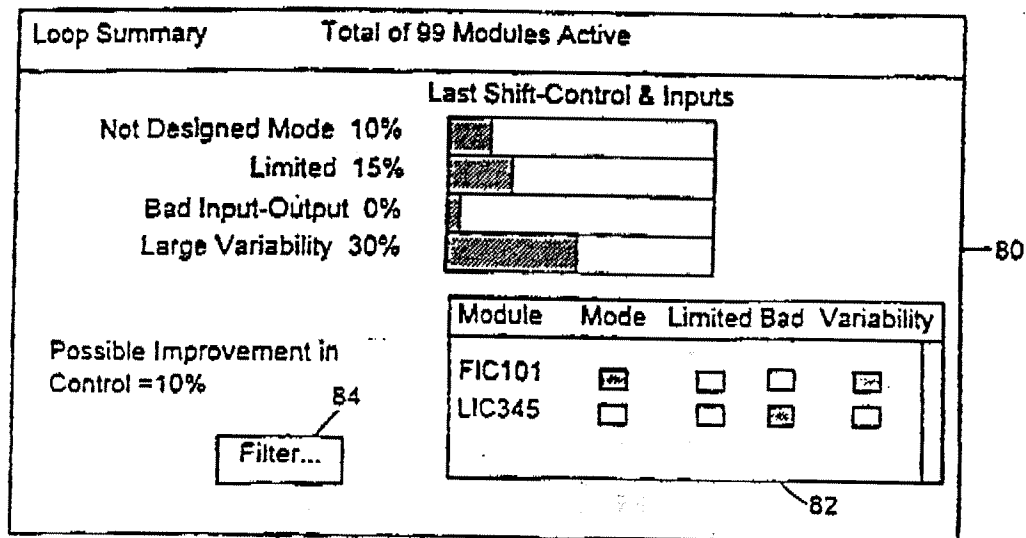 Loop Summary Total of 99 Modules Active
Last Shift-Control & Inputs
Not Designed Mode 10%
Limited 15%
Bad Input-Output 0%
Large Variability 30%
80
Module Mode Limited Bad Variability
FIC101
LIC345
Possible Improvement in
Control =10%
84
Filter...
82